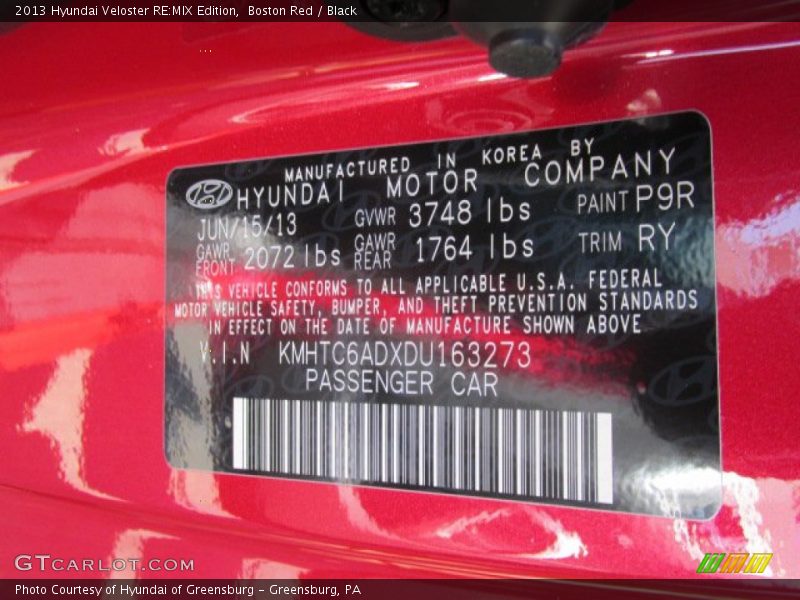 2013 Hyundai Veloster RE:MIX Edition,  Boston Red / Black
MANUFACTURED IN KOREA BY
HYUNDAI MOTOR COMPANY
JUN/15/13 GVWR 3748 lbs PAINT P9R
GAWR FRONT 2072 lbs GAWR REAR 1764 lbs TRIM RY
THIS VEHICLE CONFORMS TO ALL APPLICABLE U.S.A. FEDERAL
MOTOR VEHICLE SAFETY, BUMPER, AND THEFT PREVENTION STANDARDS
IN EFFECT ON THE DATE OF MANUFACTURE SHOWN ABOVE
V.I.N KMHTC6ADXDU163273
PASSENGER CAR
GTCARLOT.COM
Photo Courtesy of Hyundai of Greensburg – Greensburg, PA